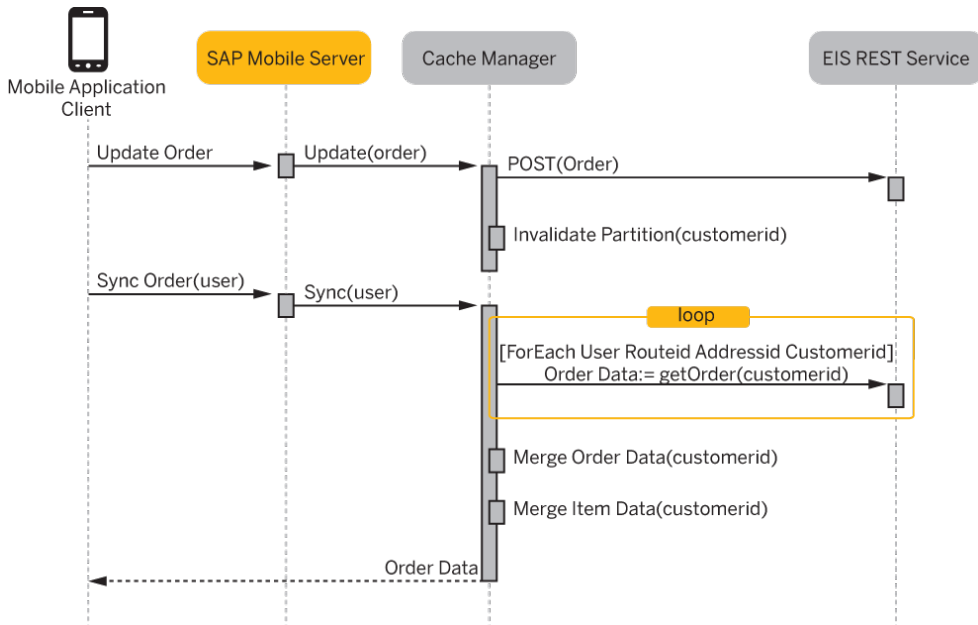 SAP Mobile Server
Cache Manager
EIS REST Service
Mobile Application
Client
Update Order
Update(order)
POST(Order)
Invalidate Partition(customerid)
Sync Order(user)
Sync(user)
loop
[ForEach User Routeid Addressid Customerid]
Order Data:= getOrder(customerid)
Merge Order Data(customerid)
Merge Item Data(customerid)
Order Data